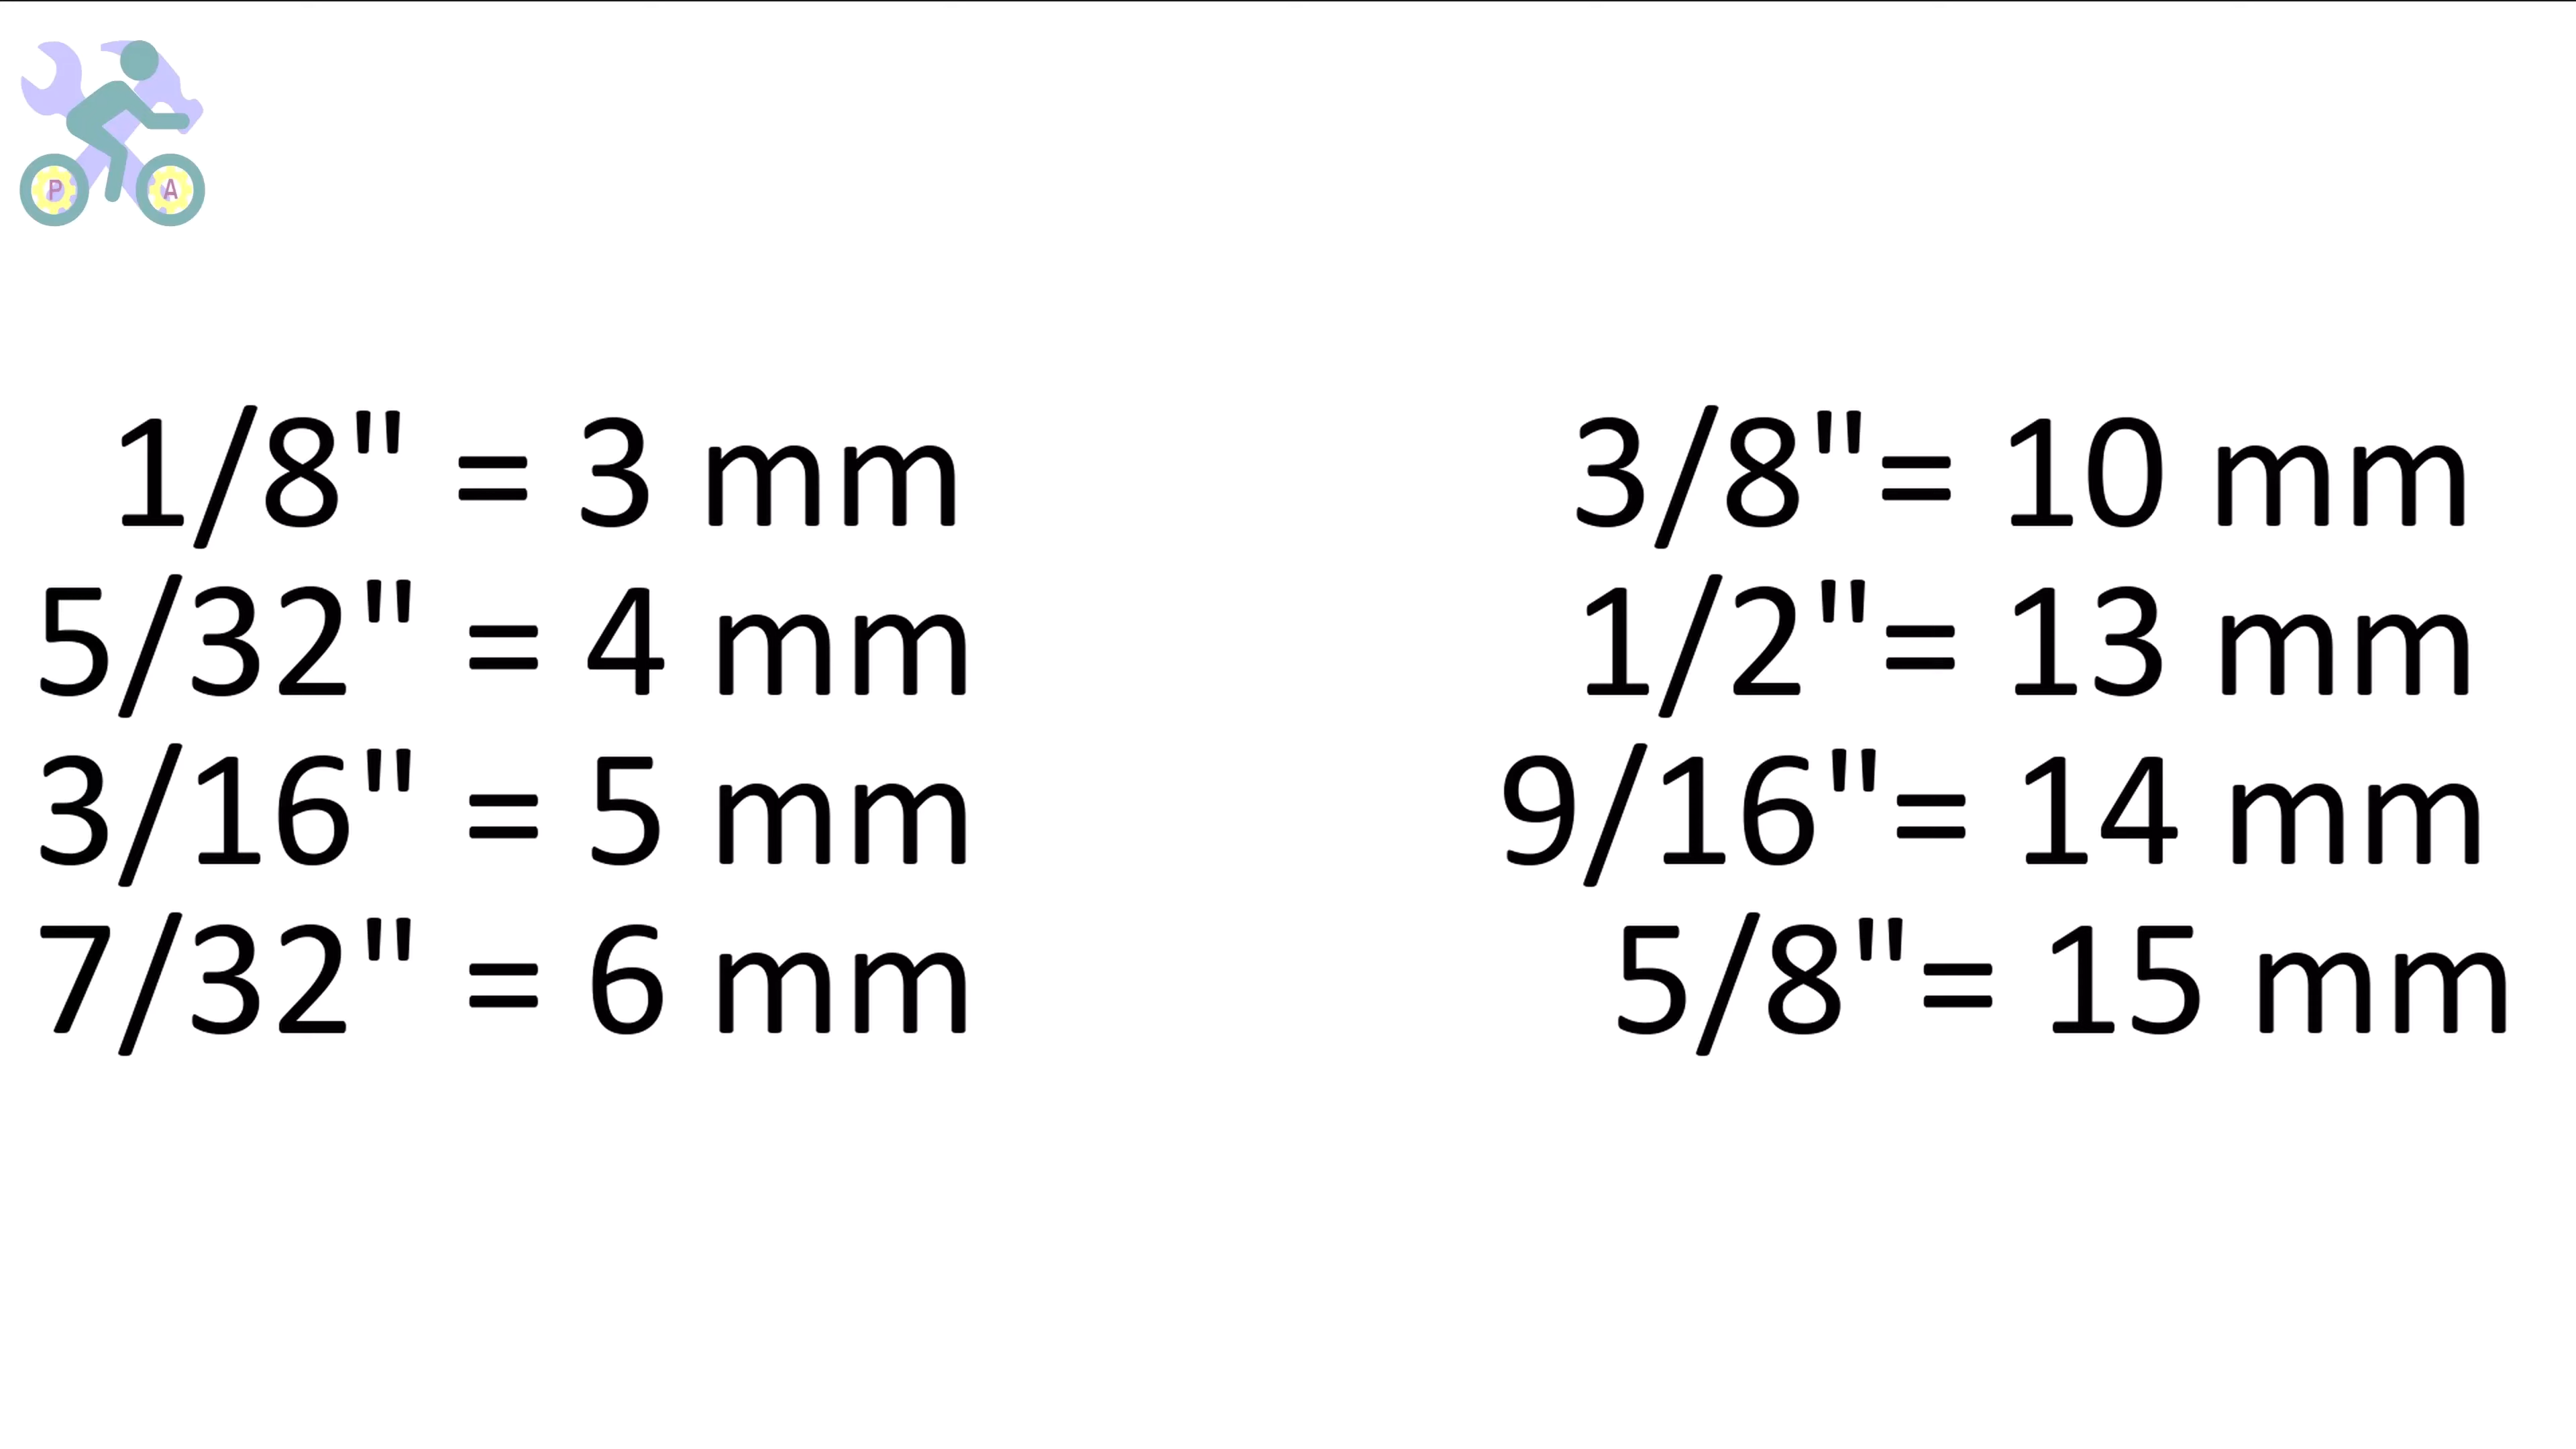 P A
1/8" = 3 mm
5/32" = 4 mm
3/16" = 5 mm
7/32" = 6 mm
3/8"= 10 mm
1/2"= 13 mm
9/16"= 14 mm
5/8"= 15 mm